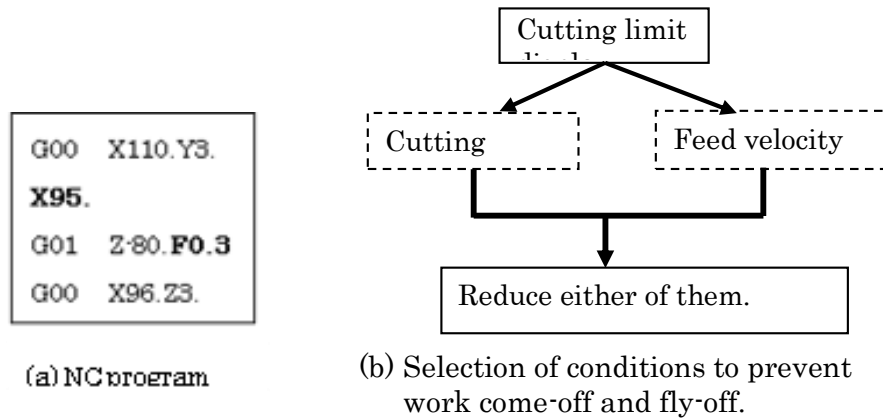 G00 X110.Y3.
X95.
G01 Z-80.F0.3
G00 X96.Z3.
(a) NC program
Cutting limit
Cutting
Feed velocity
Reduce either of them.
(b) Selection of conditions to prevent
work come-off and fly-off.